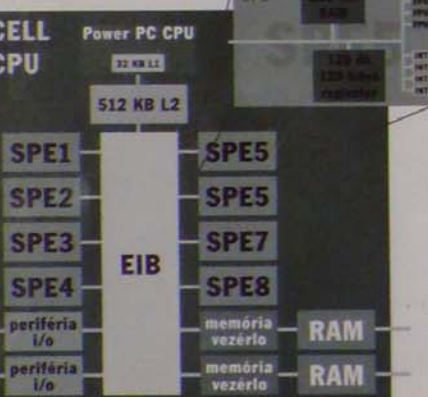 CELL
CPU
Power PC CPU
32 KB L1
512 KB L2
SPE1
SPE2
SPE3
SPE4
periféria
i/o
periféria
i/o
EIB
SPE5
SPE5
SPE7
SPE8
memória
vezérlo
memória
vezérlo
RAM
RAM
RAM
SPE
128 db
128 bites
regiszter